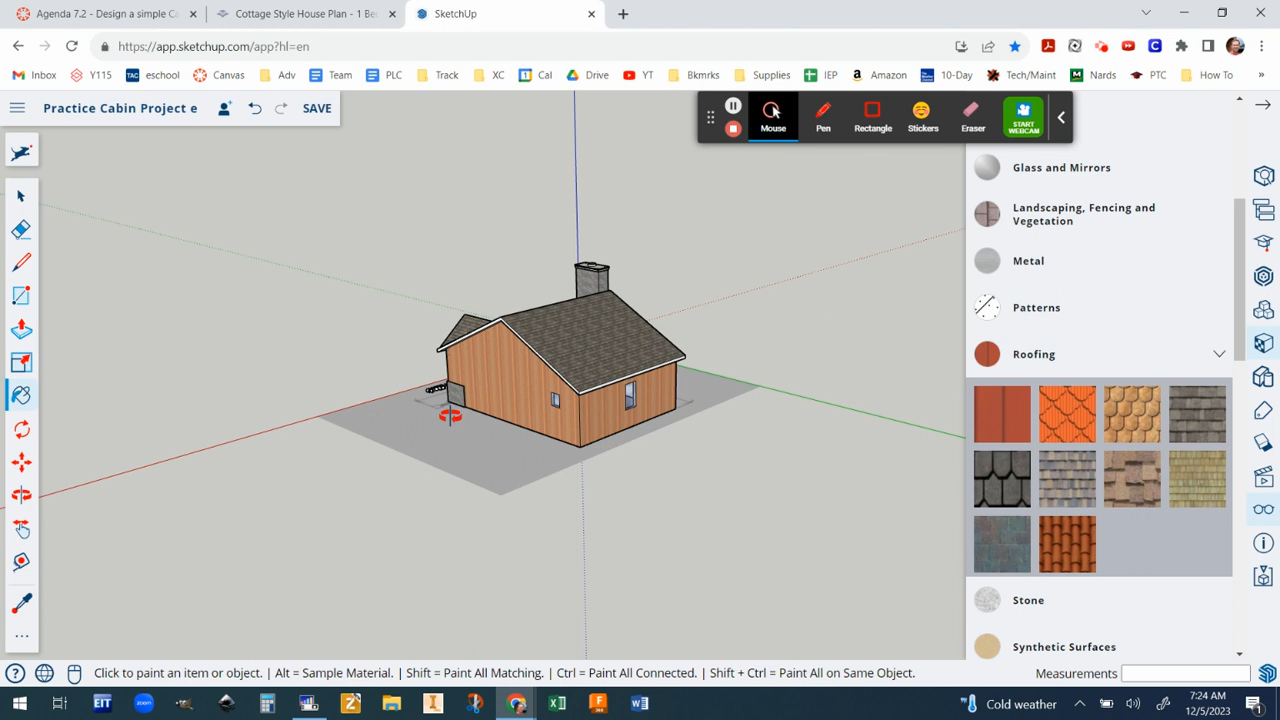 Agenda 7.2 - Design a simple Ca
Cottage Style House Plan - 1 Be
SketchUp
https://app.sketchup.com/app?hl=en
Inbox
Y115
TAC eschool
Canvas
Adv
Team
PLC
Track
XC
Cal
Drive
YT
Bkmrks
Supplies
IEP
Amazon
10-Day
Tech/Maint
Nards
PTC
How To
»
Practice Cabin Project e
SAVE
Mouse
Pen
Rectangle
Stickers
Eraser
START
WEBCAM
Glass and Mirrors
Landscaping, Fencing and
Vegetation
Metal
Patterns
Roofing
Stone
Synthetic Surfaces
Click to paint an item or object. | Alt = Sample Material. | Shift = Paint All Matching. | Ctrl = Paint All Connected. | Shift + Ctrl = Paint All on Same Object.
Measurements
EIT
zoom
Cold weather
7:24 AM
12/5/2023